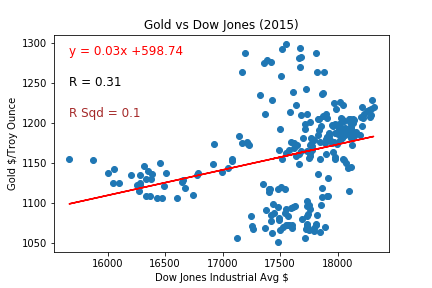 Gold vs Dow Jones (2015)
y = 0.03x +598.74
R = 0.31
R Sqd = 0.1
Gold $/Troy Ounce
1300
1250
1200
1150
1100
1050
16000 16500 17000 17500 18000
Dow Jones Industrial Avg $